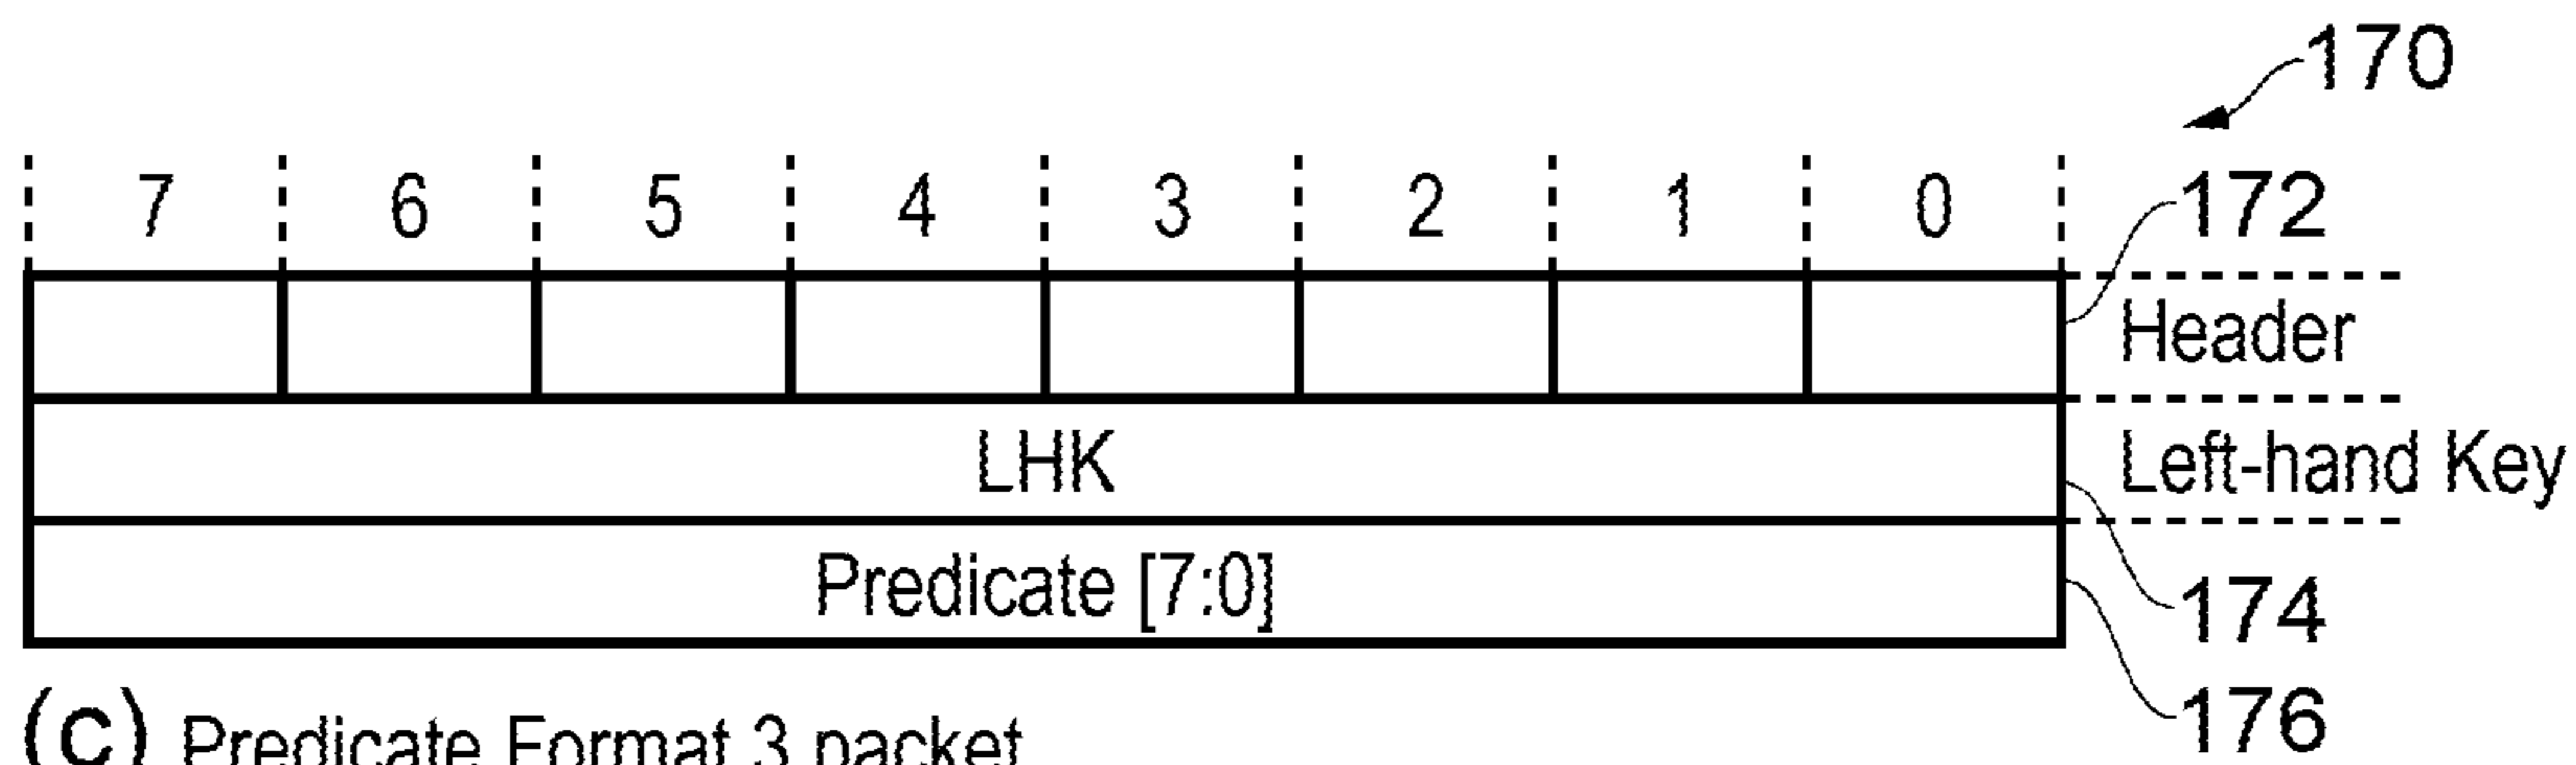 170
7 6 5 4 3 2 1 0 172
Header
LHK Left-hand Key
Predicate [7:0]
174
176
(c) Predicate Format 3 packet